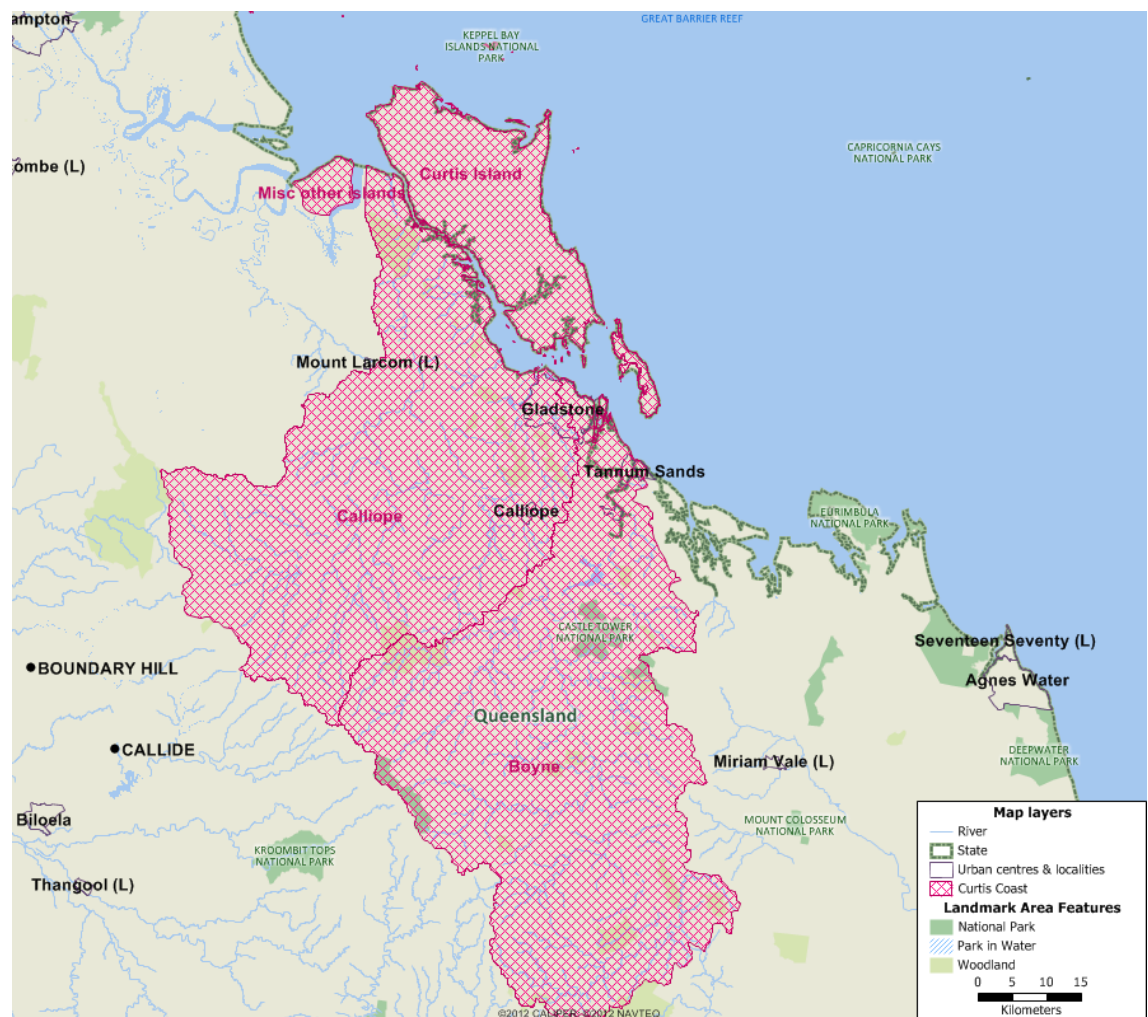 ampton
GREAT BARRIER REEF
KEPPEL BAY
ISLANDS NATIONAL
PARK
CAPRICORNIA CAYS
NATIONAL PARK
ombe (L)
Curtis Island
Misc other islands
Mount Larcom (L)
Gladstone
Tannum Sands
Calliope
Calliope
EURIMBULA
NATIONAL PARK
CASTLE TOWER
NATIONAL PARK
Seventeen Seventy (L)
BOUNDARY HILL
Agnes Water
Queensland
CALLIDE
Boyne
Miriam Vale (L)
DEEPWATER
NATIONAL PARK
Biloela
MOUNT COLOSSEUM
NATIONAL PARK
KROOMBIT TOPS
NATIONAL PARK
Thangool (L)
Map layers
River
State
Urban centres & localities
Curtis Coast
Landmark Area Features
National Park
Park in Water
Woodland
0 5 10 15
Kilometers
©2012 CALIPER; ©2012 NAVTEQ